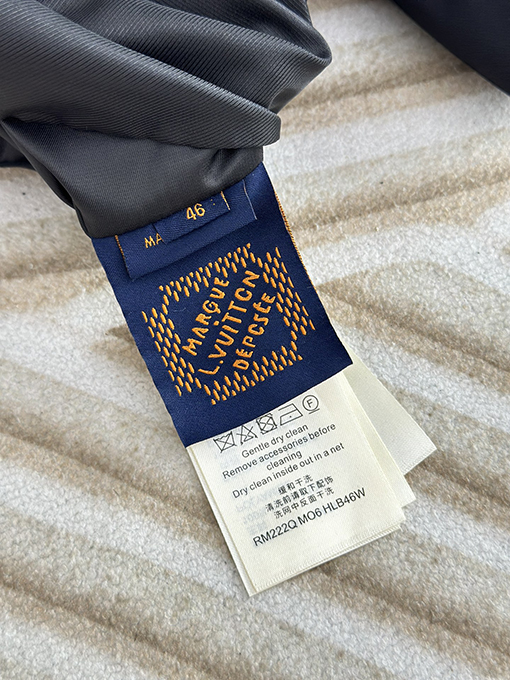 46
MA
MARQUE
L.VUITTON
DÉPOSÉE
F
Gentle dry clean
Remove accessories before
cleaning
Dry clean inside out in a net
缓和干洗
清洗前请取下配饰
洗网中反面干洗
RM222Q MO6 HLB46W